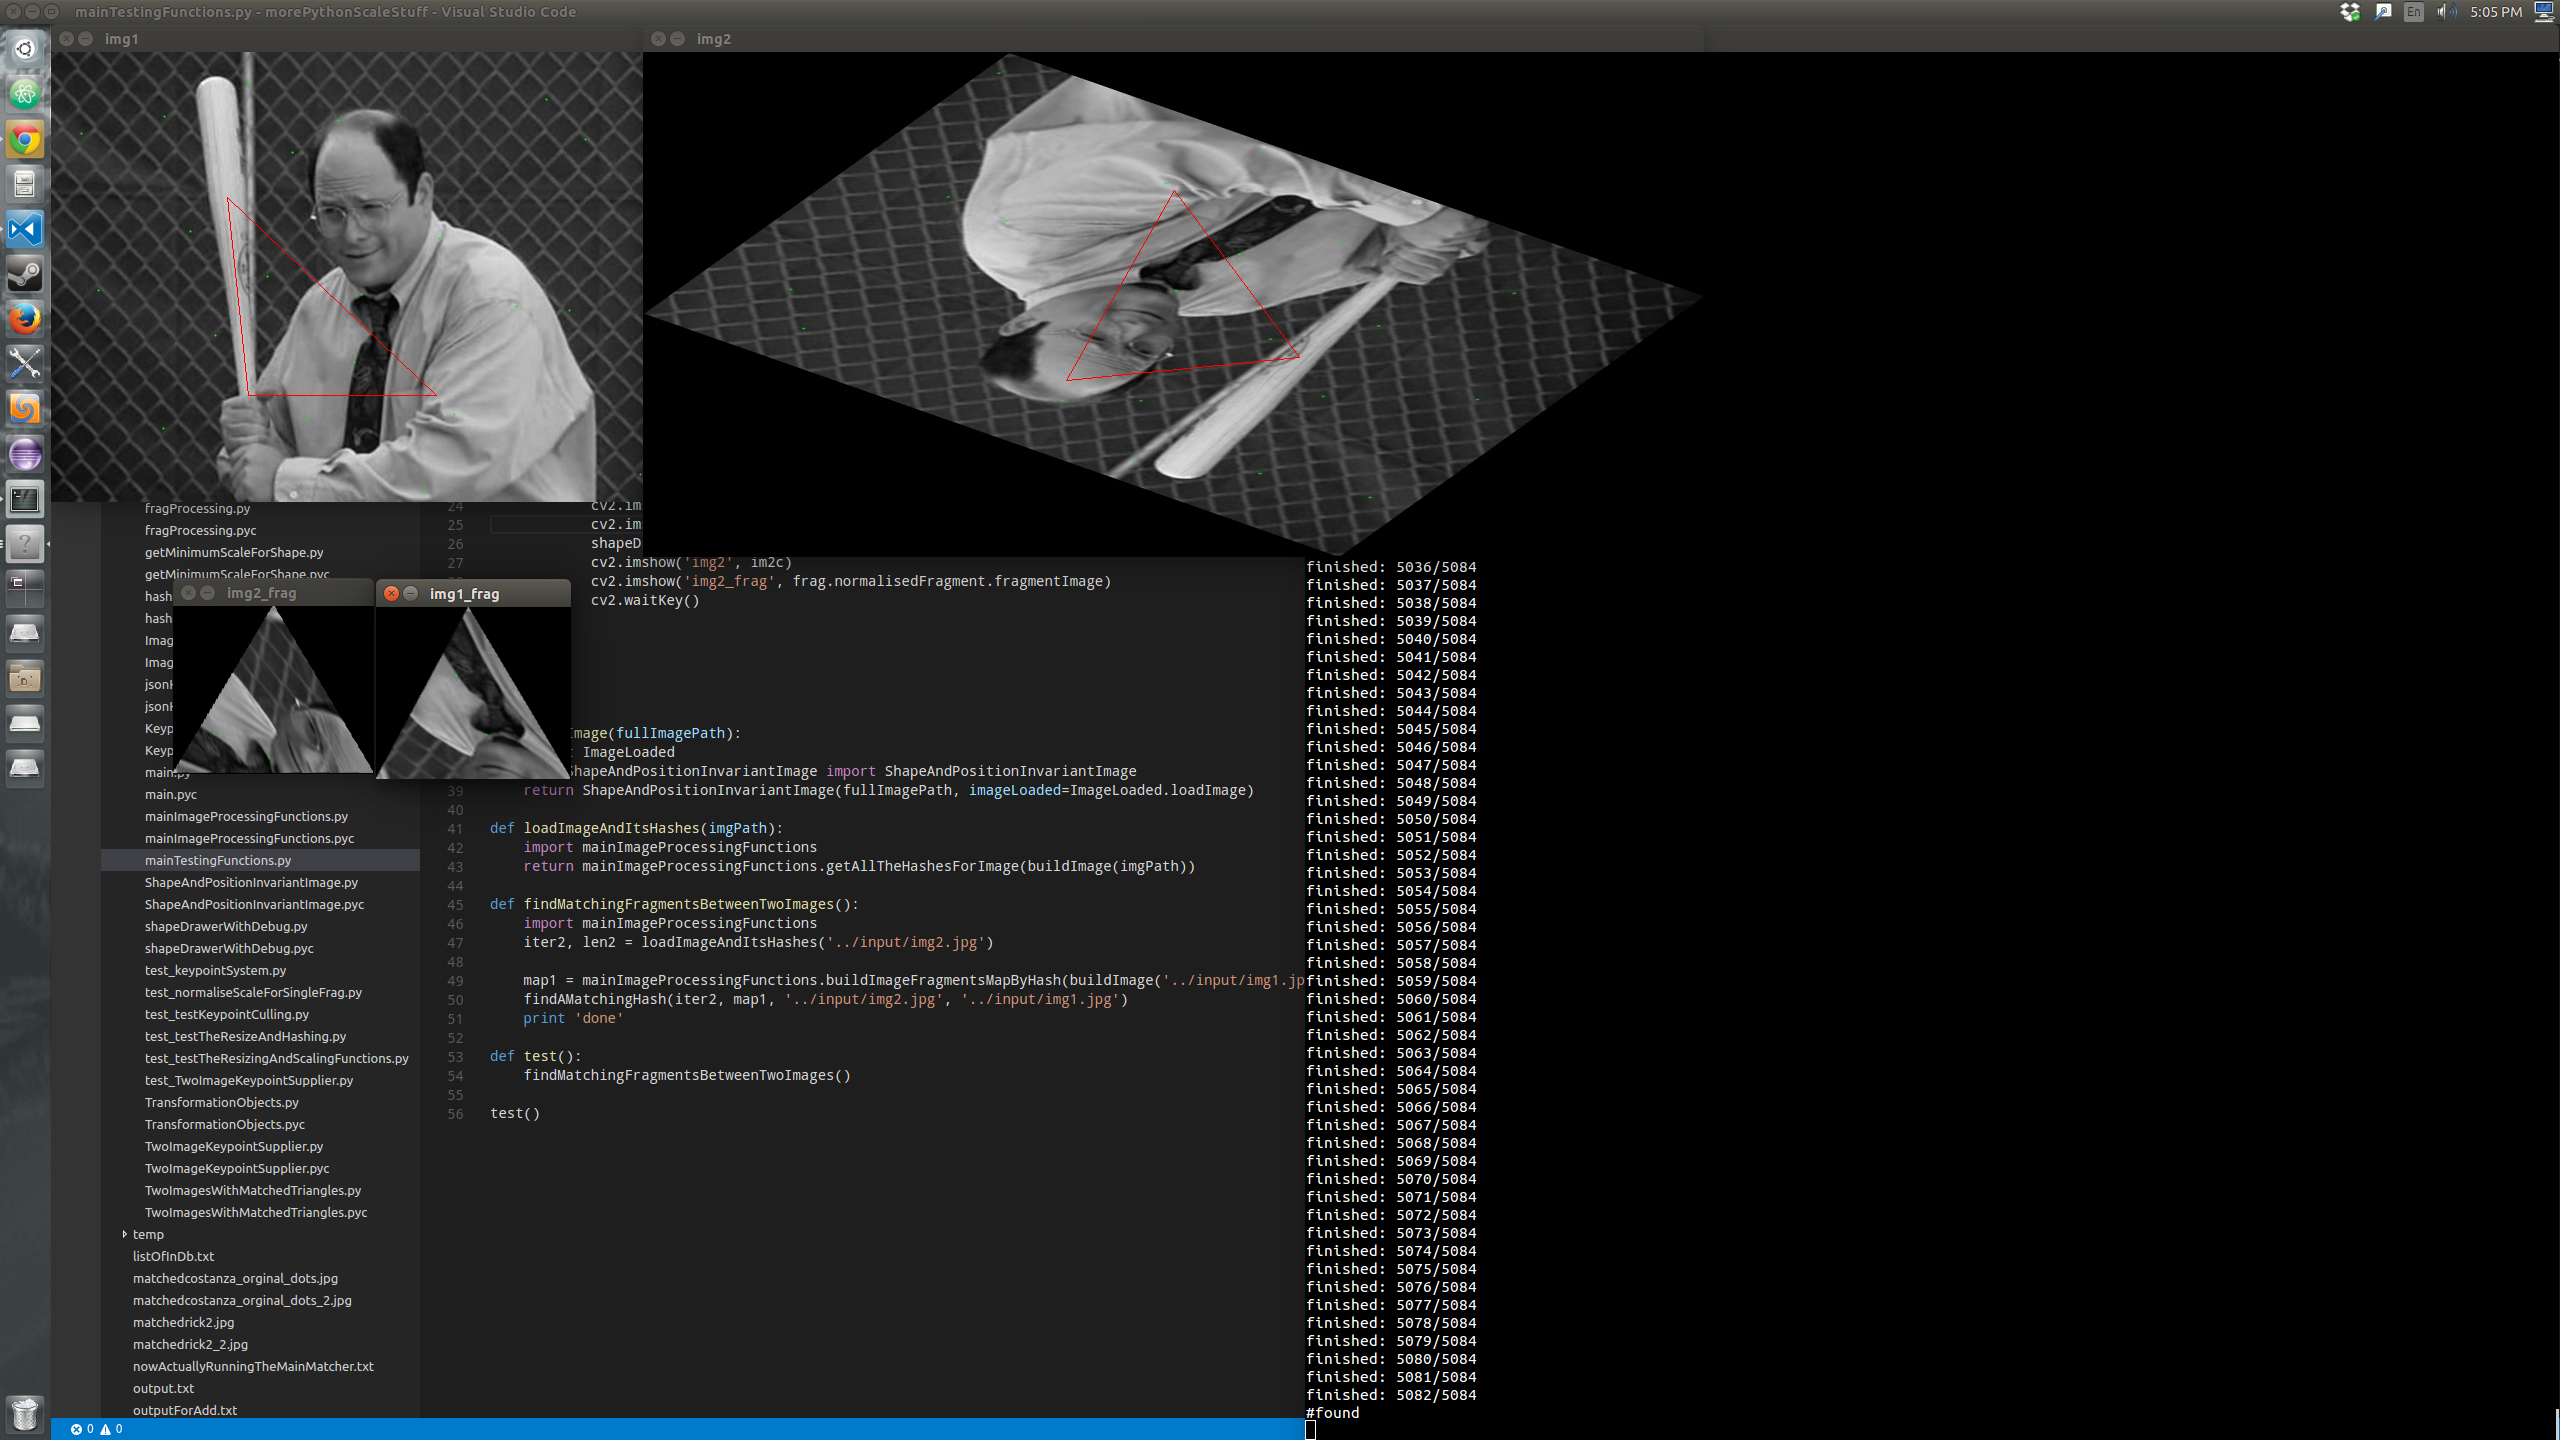 mainTestingFunctions.py - morePythonScaleStuff - Visual Studio Code
En
5:05 PM
img1
img2
fragProcessing.py
fragProcessing.pyc
getMinimumScaleForShape.py
getMinimumScaleForShape.pyc
hash
hash
Imag
Imag
jsonH
jsonH
Keyp
Keyp
main.py
main.pyc
mainImageProcessingFunctions.py
mainImageProcessingFunctions.pyc
mainTestingFunctions.py
ShapeAndPositionInvariantImage.py
ShapeAndPositionInvariantImage.pyc
shapeDrawerWithDebug.py
shapeDrawerWithDebug.pyc
test_keypointSystem.py
test_normaliseScaleForSingleFrag.py
test_testKeypointCulling.py
test_testTheResizeAndHashing.py
test_testTheResizingAndScalingFunctions.py
test_TwoImageKeypointSupplier.py
TransformationObjects.py
TransformationObjects.pyc
TwoImageKeypointSupplier.py
TwoImageKeypointSupplier.pyc
TwoImagesWithMatchedTriangles.py
TwoImagesWithMatchedTriangles.pyc
temp
listOfInDb.txt
matchedcostanza_orginal_dots.jpg
matchedcostanza_orginal_dots_2.jpg
matchedrick2.jpg
matchedrick2_2.jpg
nowActuallyRunningTheMainMatcher.txt
output.txt
outputForAdd.txt
0 0
img2_frag
img1_frag
24 cv2.im
25 cv2.im
26 shapeD
27 cv2.imshow('img2', im2c)
cv2.imshow('img2_frag', frag.normalisedFragment.fragmentImage)
cv2.waitKey()
mage(fullImagePath):
ImageLoaded
ShapeAndPositionInvariantImage import ShapeAndPositionInvariantImage
39 return ShapeAndPositionInvariantImage(fullImagePath, imageLoaded=ImageLoaded.loadImage)
40
41 def loadImageAndItsHashes(imgPath):
42 import mainImageProcessingFunctions
43 return mainImageProcessingFunctions.getAllTheHashesForImage(buildImage(imgPath))
44
45 def findMatchingFragmentsBetweenTwoImages():
46 import mainImageProcessingFunctions
47 iter2, len2 = loadImageAndItsHashes('../input/img2.jpg')
48
49 map1 = mainImageProcessingFunctions.buildImageFragmentsMapByHash(buildImage('../input/img1.jp
50 findAMatchingHash(iter2, map1, '../input/img2.jpg', '../input/img1.jpg')
51 print 'done'
52
53 def test():
54 findMatchingFragmentsBetweenTwoImages()
55
56 test()
finished: 5036/5084
finished: 5037/5084
finished: 5038/5084
finished: 5039/5084
finished: 5040/5084
finished: 5041/5084
finished: 5042/5084
finished: 5043/5084
finished: 5044/5084
finished: 5045/5084
finished: 5046/5084
finished: 5047/5084
finished: 5048/5084
finished: 5049/5084
finished: 5050/5084
finished: 5051/5084
finished: 5052/5084
finished: 5053/5084
finished: 5054/5084
finished: 5055/5084
finished: 5056/5084
finished: 5057/5084
finished: 5058/5084
finished: 5059/5084
finished: 5060/5084
finished: 5061/5084
finished: 5062/5084
finished: 5063/5084
finished: 5064/5084
finished: 5065/5084
finished: 5066/5084
finished: 5067/5084
finished: 5068/5084
finished: 5069/5084
finished: 5070/5084
finished: 5071/5084
finished: 5072/5084
finished: 5073/5084
finished: 5074/5084
finished: 5075/5084
finished: 5076/5084
finished: 5077/5084
finished: 5078/5084
finished: 5079/5084
finished: 5080/5084
finished: 5081/5084
finished: 5082/5084
#found